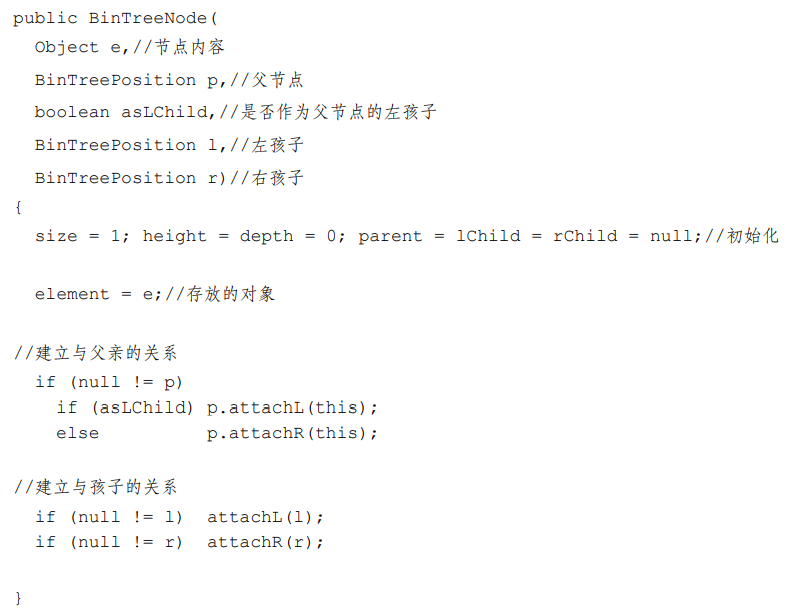 public BinTreeNode(
Object e,//节点内容
BinTreePosition p,//父节点
boolean asLChild,//是否作为父节点的左孩子
BinTreePosition l,//左孩子
BinTreePosition r)//右孩子
{
size = 1; height = depth = 0; parent = lChild = rChild = null;//初始化
element = e;//存放的对象
//建立与父亲的关系
if (null != p)
if (asLChild) p.attachL(this);
else p.attachR(this);
//建立与孩子的关系
if (null != l) attachL(l);
if (null != r) attachR(r);
}